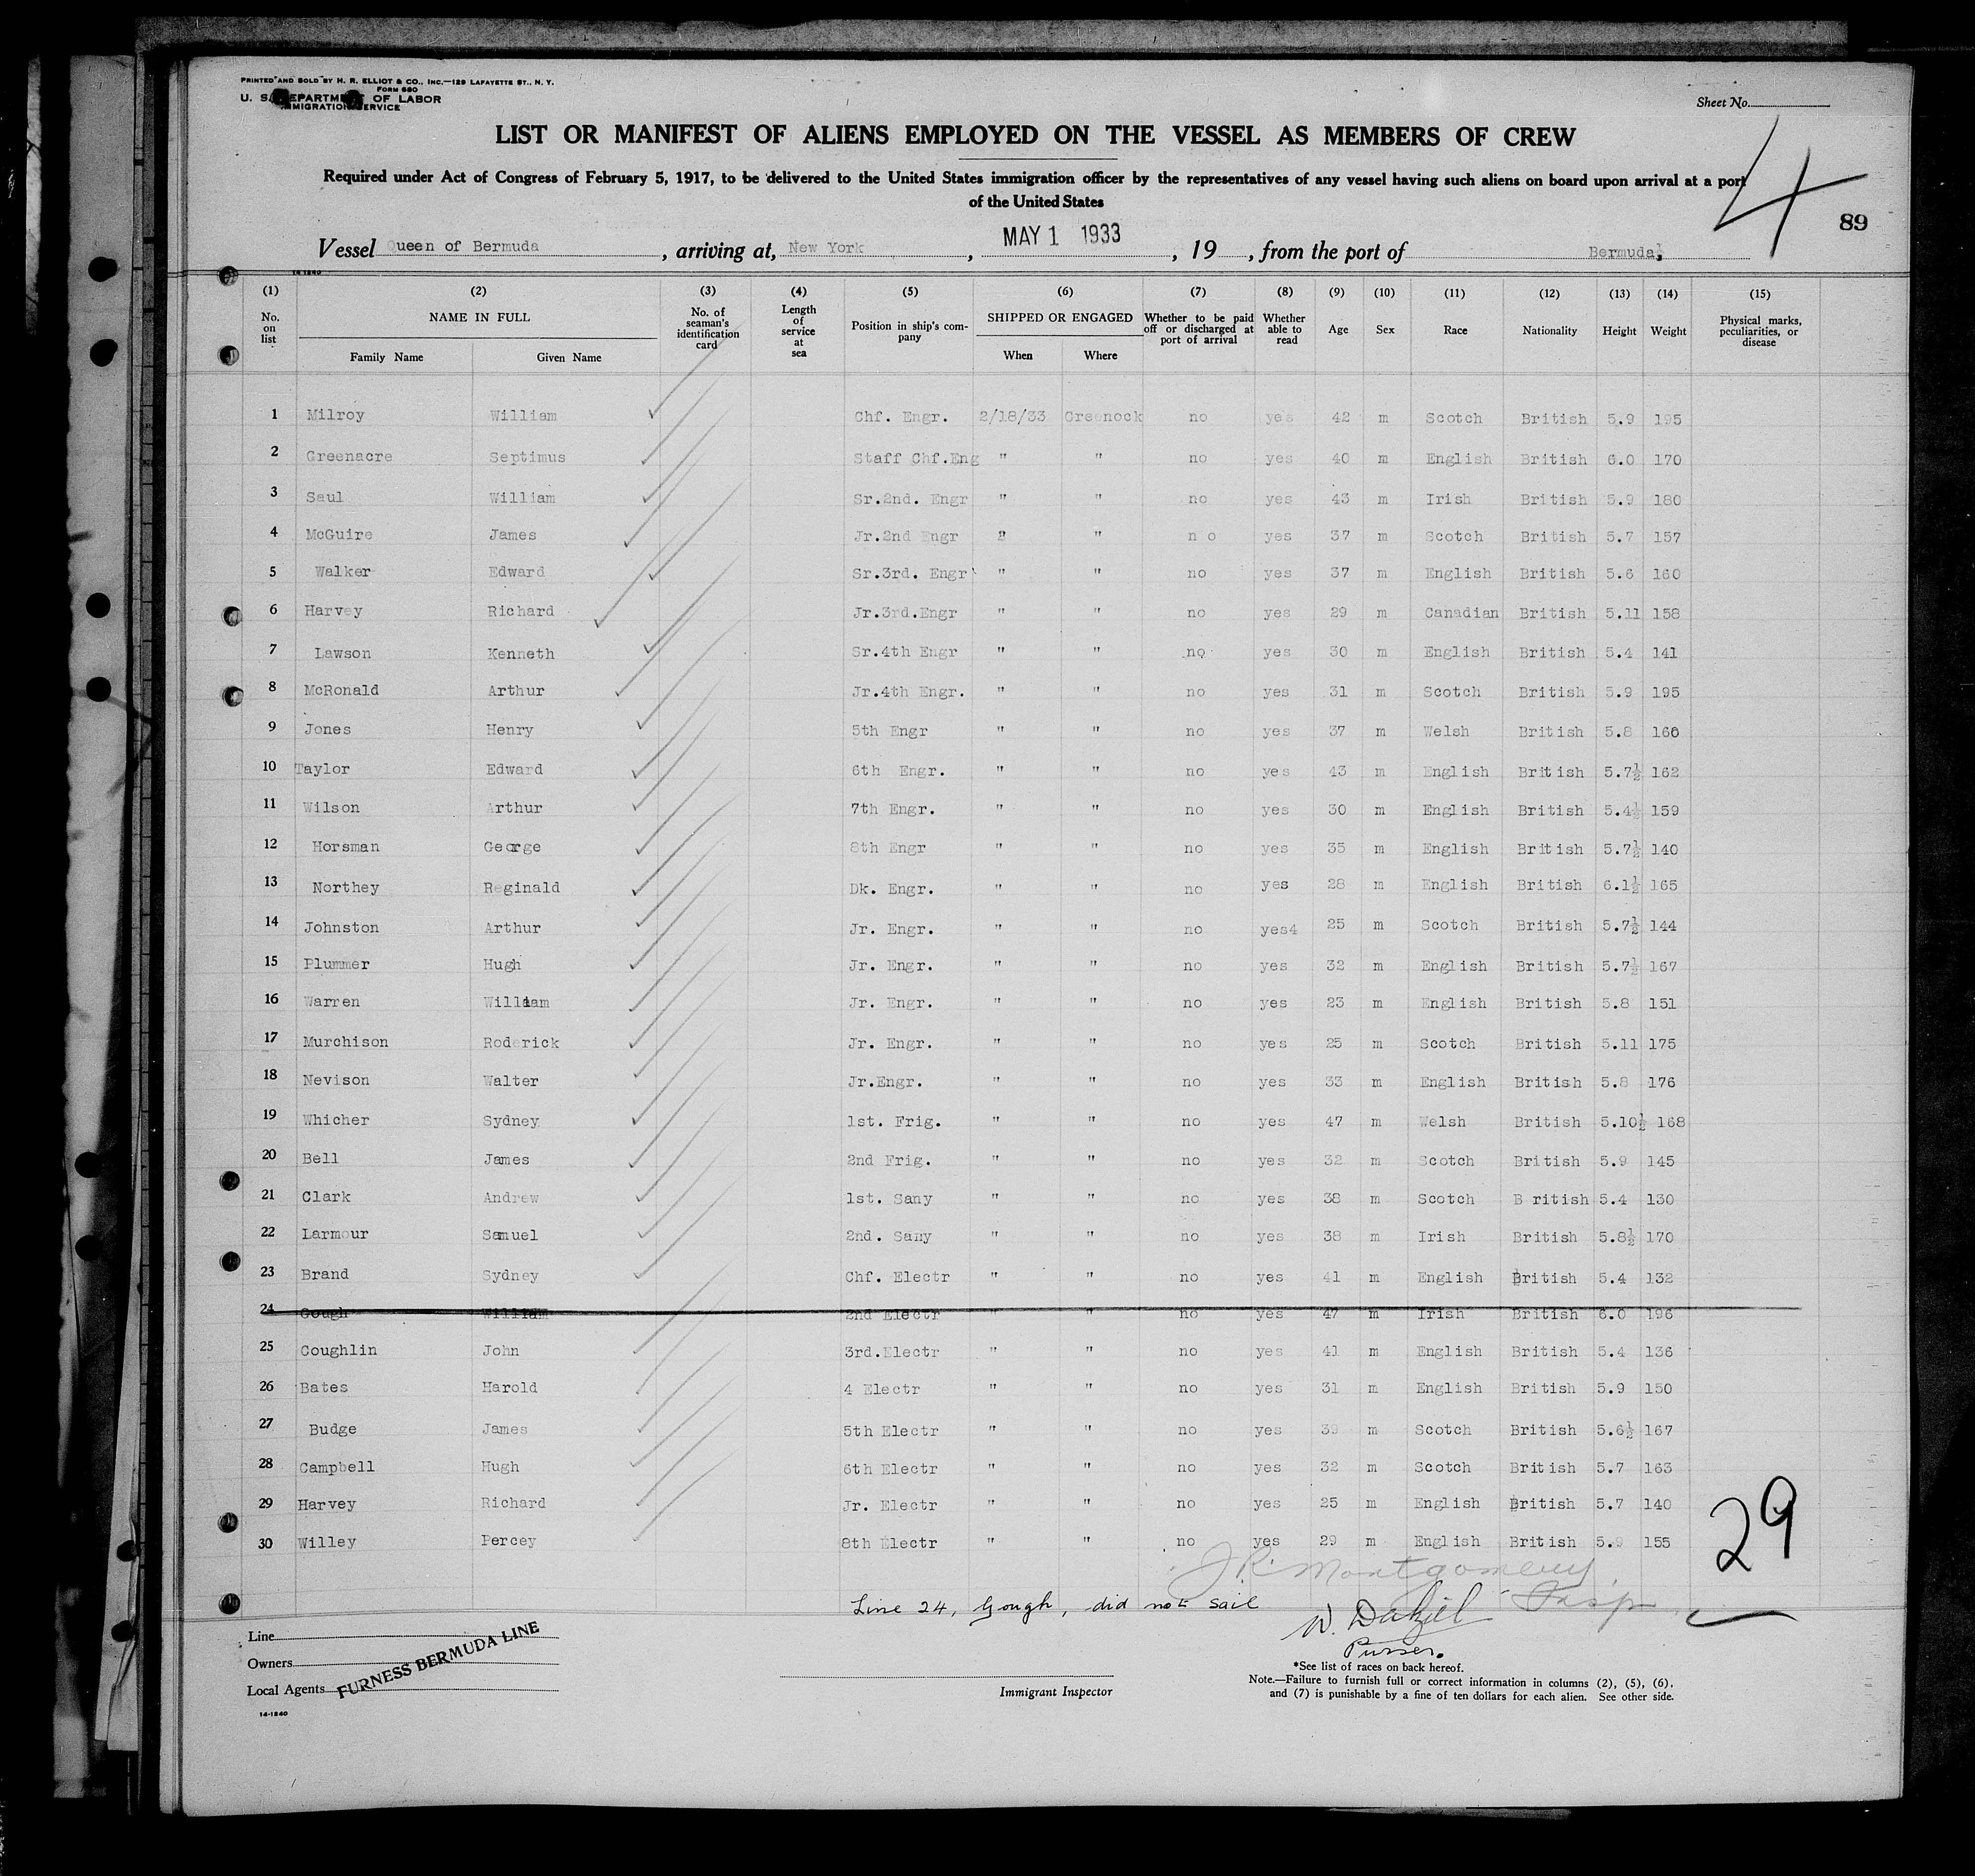 PRINTED AND SOLD BY H. R. ELLIOT & CO., INC.—129 LAFAYETTE ST., N. Y.
FORM 680
U. S. DEPARTMENT OF LABOR
IMMIGRATION SERVICE
Sheet No.
LIST OR MANIFEST OF ALIENS EMPLOYED ON THE VESSEL AS MEMBERS OF CREW
4
Required under Act of Congress of February 5, 1917, to be delivered to the United States immigration officer by the representatives of any vessel having such aliens on board upon arrival at a port
of the United States
89
Vessel Queen of Bermuda, arriving at, New York, MAY 1 1933, 19 , from the port of Bermuda
14-1240
(1) (2) (3) (4) (5) (6) (7) (8) (9) (10) (11) (12) (13) (14) (15)
No. on list NAME IN FULL Family Name Given Name No. of seaman's identification card Length of service at sea Position in ship's company SHIPPED OR ENGAGED When Where Whether to be paid off or discharged at port of arrival Whether able to read Age Sex Race Nationality Height Weight Physical marks, peculiarities, or disease
1 Milroy William Chf. Engr. 2/18/33 Greenock no yes 42 m Scotch British 5.9 195
2 Greenacre Septimus Staff Chf.Eng " " no yes 40 m English British 6.0 170
3 Saul William Sr.2nd. Engr " " no yes 43 m Irish British 5.9 180
4 McGuire James Jr.2nd Engr " " n o yes 37 m Scotch British 5.7 157
5 Walker Edward Sr.3rd. Engr " " no yes 37 m English British 5.6 160
6 Harvey Richard Jr.3rd.Engr " " no yes 29 m Canadian British 5.11 158
7 Lawson Kenneth Sr.4th Engr " " no yes 30 m English British 5.4 141
8 McRonald Arthur Jr.4th Engr. " " no yes 31 m Scotch British 5.9 195
9 Jones Henry 5th Engr " " no yes 37 m Welsh British 5.8 166
10 Taylor Edward 6th Engr. " " no yes 43 m English British 5.7½ 162
11 Wilson Arthur 7th Engr. " " no yes 30 m English British 5.4½ 159
12 Horsman George 8th Engr " " no yes 35 m English British 5.7½ 140
13 Northey Reginald Dk. Engr. " " no yes 28 m English British 6.1½ 165
14 Johnston Arthur Jr. Engr. " " no yes4 25 m Scotch British 5.7½ 144
15 Plummer Hugh Jr. Engr. " " no yes 32 m English British 5.7½ 167
16 Warren William Jr. Engr. " " no yes 23 m English British 5.8 151
17 Murchison Roderick Jr. Engr. " " no yes 25 m Scotch British 5.11 175
18 Nevison Walter Jr.Engr. " " no yes 33 m English British 5.8 176
19 Whicher Sydney 1st. Frig. " " no yes 47 m Welsh British 5.10½ 168
20 Bell James 2nd Frig. " " no yes 32 m Scotch British 5.9 145
21 Clark Andrew 1st. Sany " " no yes 38 m Scotch B ritish 5.4 130
22 Larmour Samuel 2nd. Sany " " no yes 38 m Irish British 5.8½ 170
23 Brand Sydney Chf. Electr " " no yes 41 m English British 5.4 132
24 Gough William 2nd Electr " " no yes 47 m Irish British 6.0 196
25 Coughlin John 3rd.Electr " " no yes 41 m English British 5.4 136
26 Bates Harold 4 Electr " " no yes 31 m English British 5.9 150
27 Budge James 5th Electr " " no yes 39 m Scotch British 5.6½ 167
28 Campbell Hugh 6th Electr " " no yes 32 m Scotch British 5.7 163
29 Harvey Richard Jr. Electr " " no yes 25 m English British 5.7 140
30 Willey Percey 8th Electr " " no yes 29 m English British 5.9 155
29
J R Montgomery
Insp
Line 24, Gough, did not sail
W.
Purser.
Line
Owners
Local Agents
FURNESS BERMUDA LINE
14-1240
Immigrant Inspector
*See list of races on back hereof.
Note.—Failure to furnish full or correct information in columns (2), (5), (6),
and (7) is punishable by a fine of ten dollars for each alien. See other side.